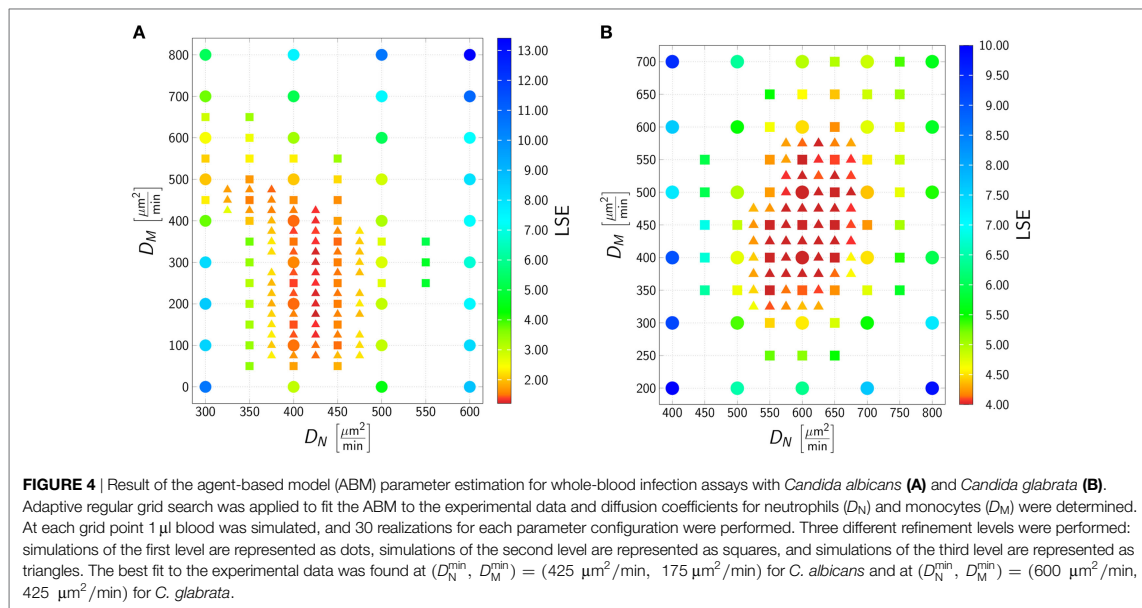 A
800
700
600
500
400
300
200
100
0
D_M [μm²/min]
300 350 400 450 500 550 600
D_N [μm²/min]
13.00
12.00
11.00
10.00
9.00
8.00
7.00
6.00
5.00
4.00
3.00
2.00
LSE
B
700
600
500
400
300
200
D_M [μm²/min]
400 450 500 550 600 650 700 750 800
D_N [μm²/min]
10.00
9.50
9.00
8.50
8.00
7.50
7.00
6.50
6.00
5.50
5.00
4.50
4.00
LSE
FIGURE 4 | Result of the agent-based model (ABM) parameter estimation for whole-blood infection assays with Candida albicans (A) and Candida glabrata (B).
Adaptive regular grid search was applied to fit the ABM to the experimental data and diffusion coefficients for neutrophils (D_N) and monocytes (D_M) were determined.
At each grid point 1 μl blood was simulated, and 30 realizations for each parameter configuration were performed. Three different refinement levels were performed:
simulations of the first level are represented as dots, simulations of the second level are represented as squares, and simulations of the third level are represented as
triangles. The best fit to the experimental data was found at (D_N^min, D_M^min) = (425 μm²/min, 175 μm²/min) for C. albicans and at (D_N^min, D_M^min) = (600 μm²/min,
425 μm²/min) for C. glabrata.